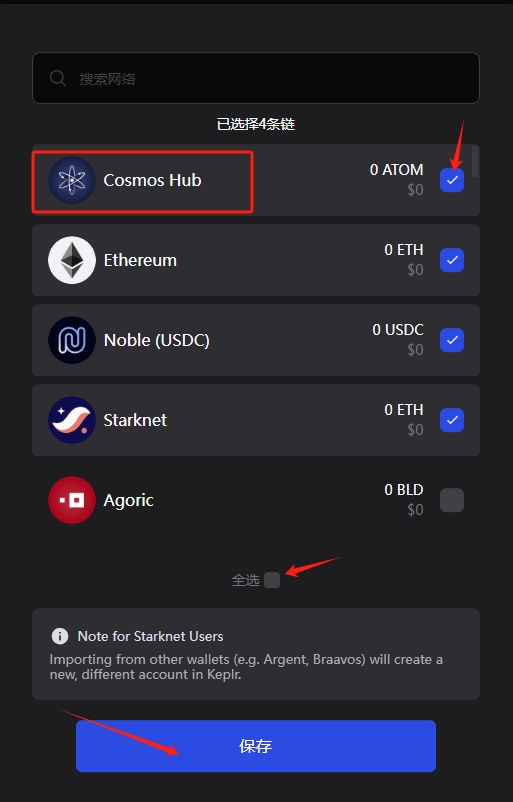 搜索网络
已选择4条链
Cosmos Hub
0 ATOM
$0
Ethereum
0 ETH
$0
Noble (USDC)
0 USDC
$0
Starknet
0 ETH
$0
Agoric
0 BLD
$0
全选
Note for Starknet Users
Importing from other wallets (e.g. Argent, Braavos) will create a
new, different account in Keplr.
保存